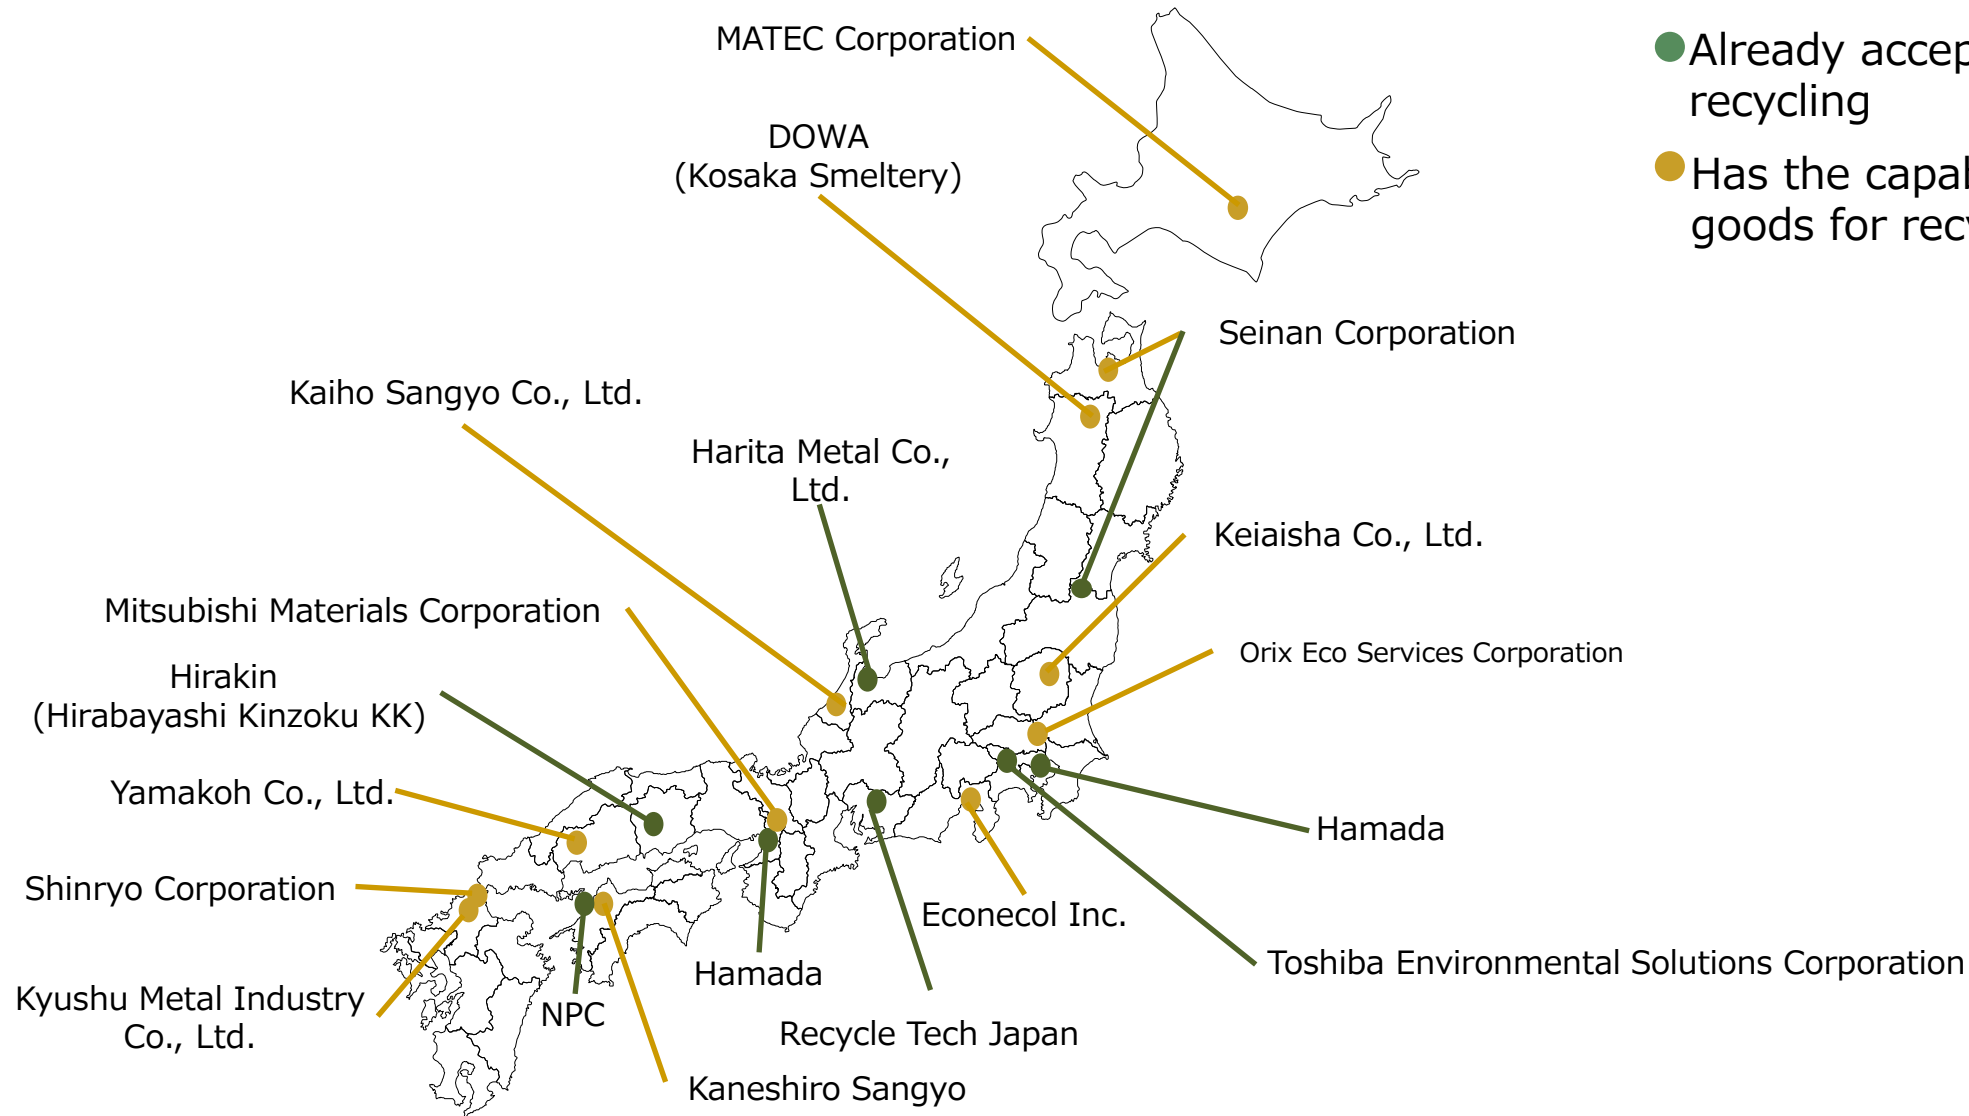 MATEC Corporation
Already accep
recycling
DOWA
(Kosaka Smeltery)
Has the capab
goods for recy
Seinan Corporation
Kaiho Sangyo Co., Ltd.
Harita Metal Co.,
Ltd.
Keiaisha Co., Ltd.
Mitsubishi Materials Corporation
Orix Eco Services Corporation
Hirakin
(Hirabayashi Kinzoku KK)
Yamakoh Co., Ltd.
Hamada
Shinryo Corporation
Econecol Inc.
Toshiba Environmental Solutions Corporation
Hamada
Kyushu Metal Industry
Co., Ltd.
NPC
Recycle Tech Japan
Kaneshiro Sangyo